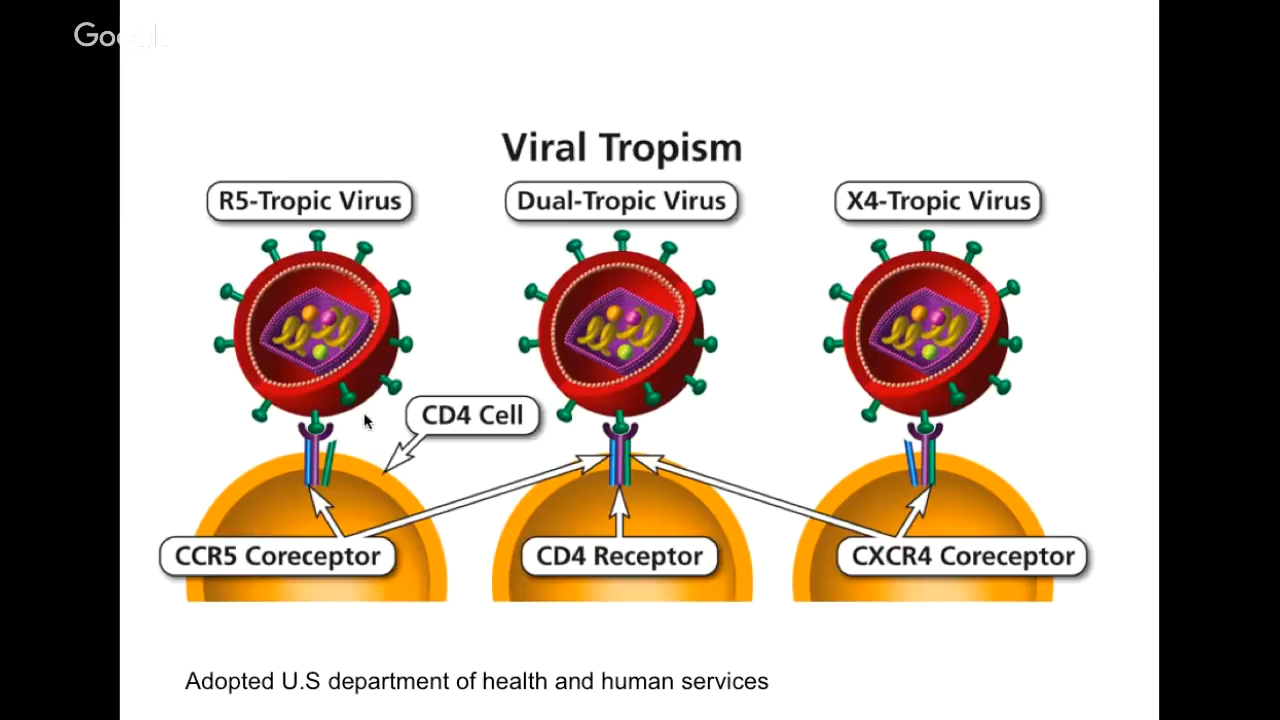 Google
Viral Tropism
R5-Tropic Virus
Dual-Tropic Virus
X4-Tropic Virus
CD4 Cell
CCR5 Coreceptor
CD4 Receptor
CXCR4 Coreceptor
Adopted U.S department of health and human services